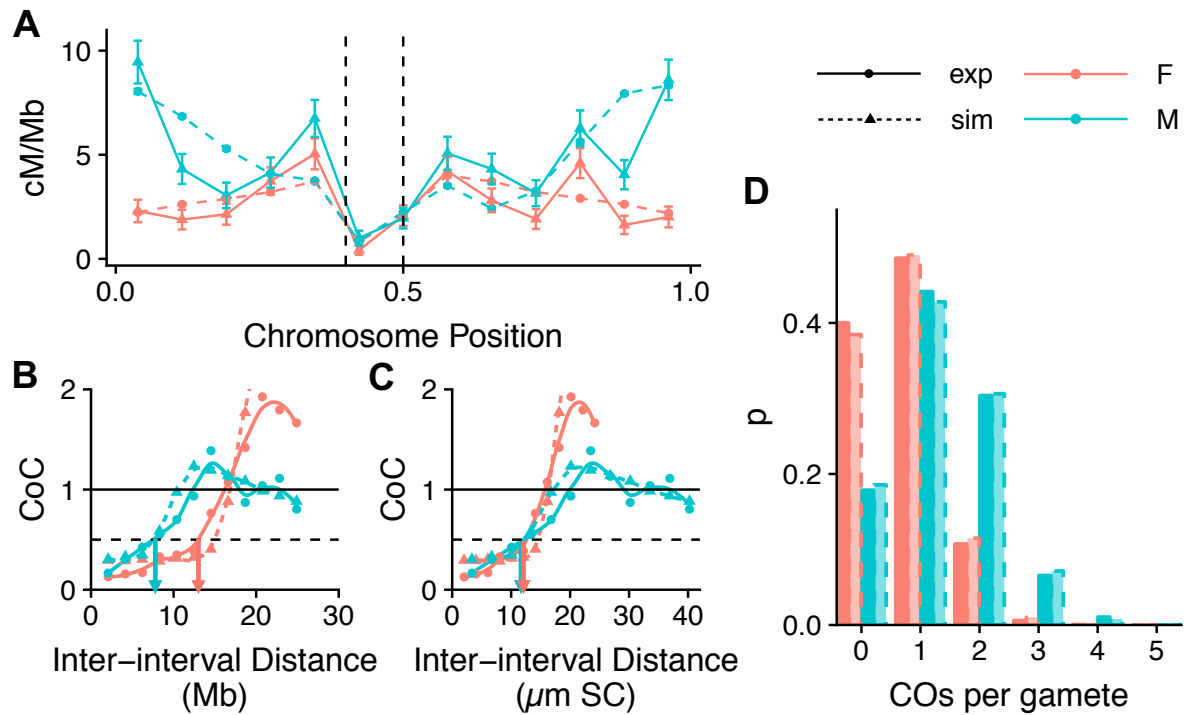 A
10
5
0
cM/Mb
0.0
0.5
1.0
Chromosome Position
exp
F
sim
M
B
2
1
0
CoC
0
10
20
30
Inter−interval Distance
(Mb)
C
2
1
0
CoC
0
10
20
30
40
Inter−interval Distance
(µm SC)
D
0.4
0.2
0.0
p
0
1
2
3
4
5
COs per gamete